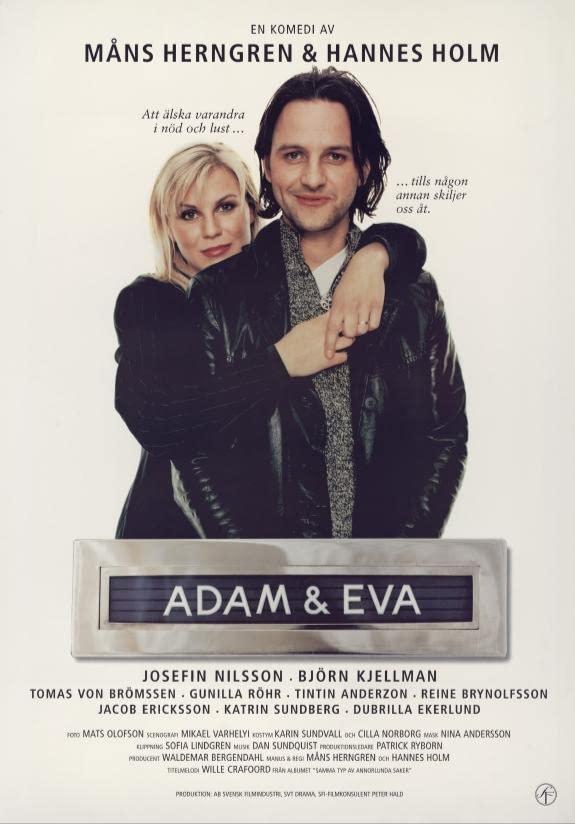 EN KOMEDI AV
MÅNS HERNGREN & HANNES HOLM
Att älska varandra
i nöd och lust...
...tills någon
annan skiljer
oss åt.
ADAM & EVA
JOSEFIN NILSSON · BJÖRN KJELLMAN
TOMAS VON BRÖMSSEN · GUNILLA RÖHR · TINTIN ANDERZON · REINE BRYNOLFSSON
JACOB ERICKSSON · KATRIN SUNDBERG · DUBRILLA EKERLUND
FOTO MATS OLOFSON SCENOGRAFI MIKAEL VARHELYI KOSTYM KARIN SUNDVALL OCH CILLA NORBORG MASK NINA ANDERSSON
KLIPPNING SOFIA LINDGREN MUSIK DAN SUNDQUIST PRODUKTIONSLEDARE PATRICK RYBORN
PRODUCENT WALDEMAR BERGENDAHL MANUS & REGI MÅNS HERNGREN OCH HANNES HOLM
TITELMELODI WILLE CRAFOORD FRÅN ALBUMET "SAMMA TYP AV ANNORLUNDA SAKER"
PRODUKTION: AB SVENSK FILMINDUSTRI, SVT DRAMA, SFI-FILMKONSULENT PETER HALD
SF